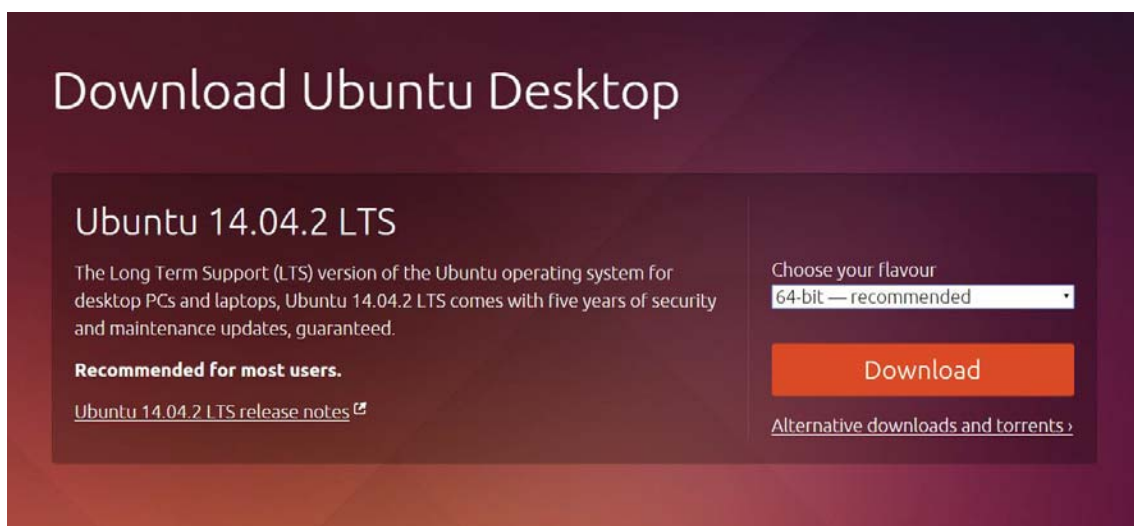 Download Ubuntu Desktop
Ubuntu 14.04.2 LTS
The Long Term Support (LTS) version of the Ubuntu operating system for
desktop PCs and laptops, Ubuntu 14.04.2 LTS comes with five years of security
and maintenance updates, guaranteed.
Recommended for most users.
Ubuntu 14.04.2 LTS release notes
Choose your flavour
64-bit — recommended
Download
Alternative downloads and torrents ›